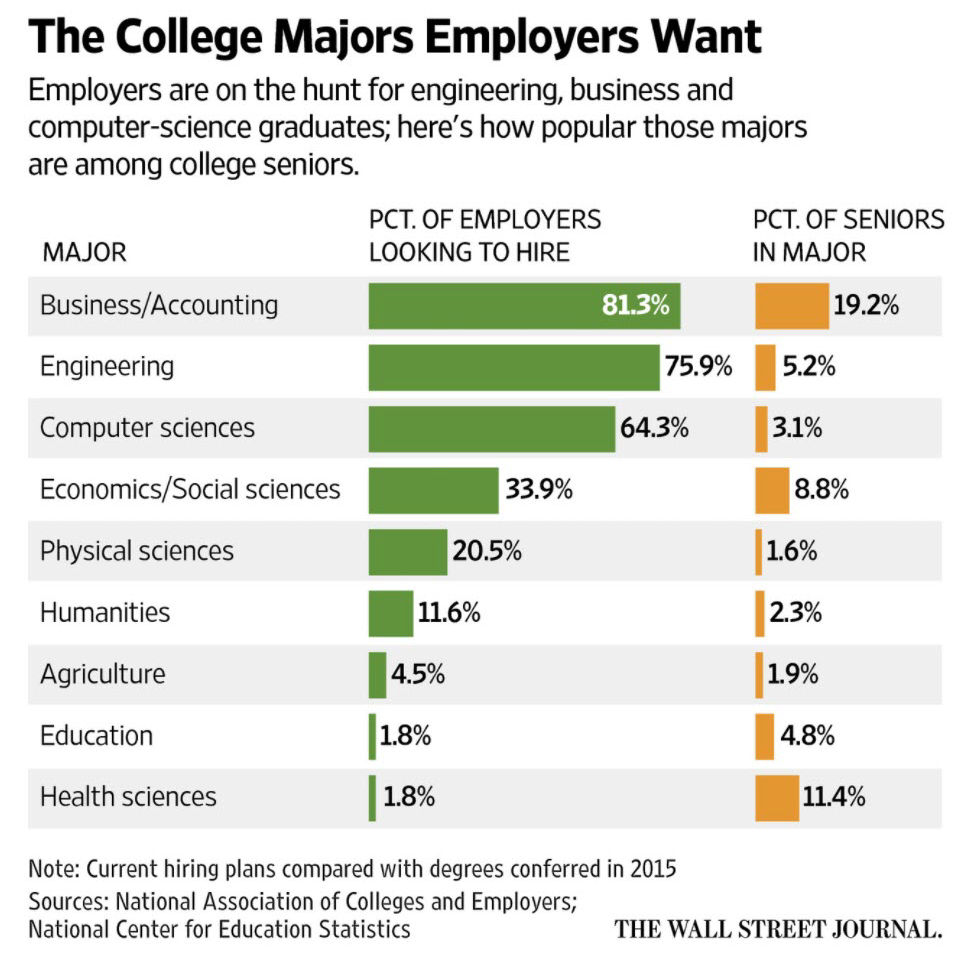 The College Majors Employers Want
Employers are on the hunt for engineering, business and
computer-science graduates; here's how popular those majors
are among college seniors.
MAJOR
PCT. OF EMPLOYERS
LOOKING TO HIRE
PCT. OF SENIORS
IN MAJOR
Business/Accounting 81.3% 19.2%
Engineering 75.9% 5.2%
Computer sciences 64.3% 3.1%
Economics/Social sciences 33.9% 8.8%
Physical sciences 20.5% 1.6%
Humanities 11.6% 2.3%
Agriculture 4.5% 1.9%
Education 1.8% 4.8%
Health sciences 1.8% 11.4%
Note: Current hiring plans compared with degrees conferred in 2015
Sources: National Association of Colleges and Employers;
National Center for Education Statistics
THE WALL STREET JOURNAL.